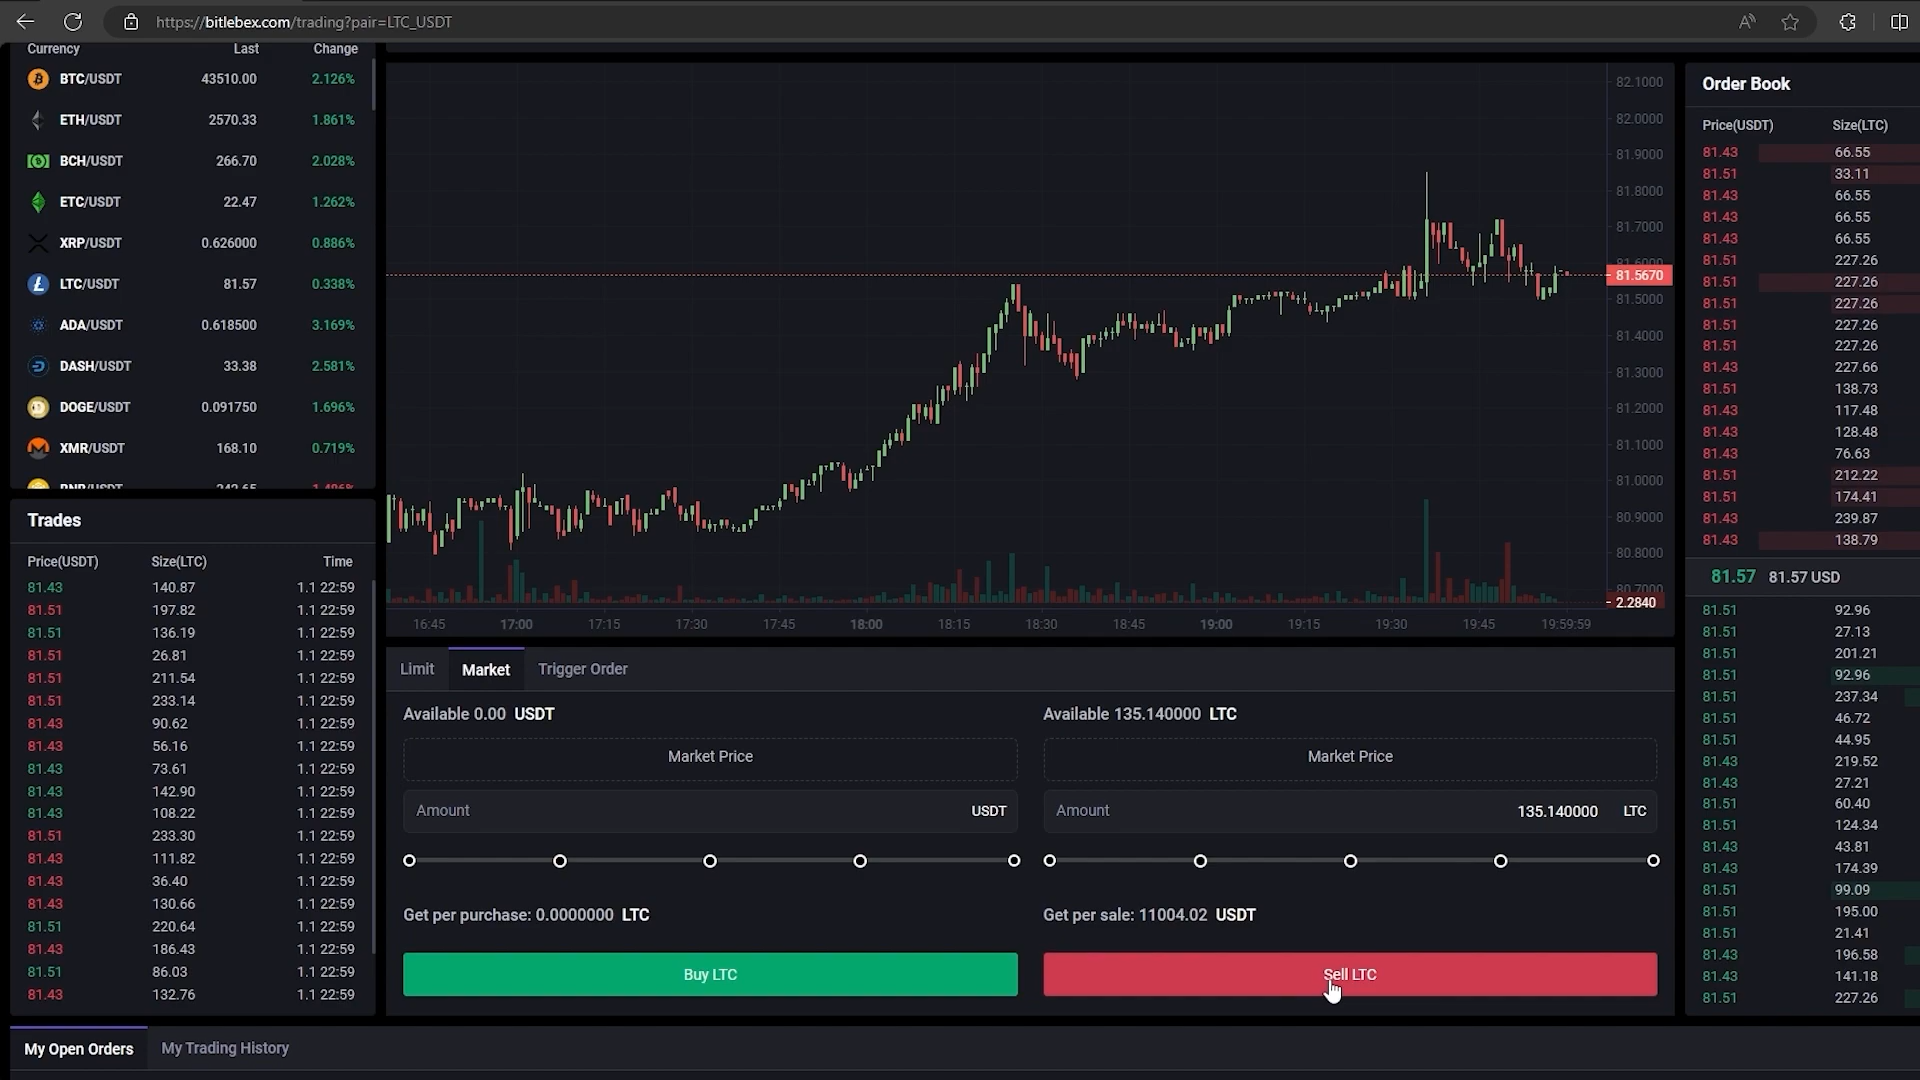 https://bitlebex.com/trading?pair=LTC_USDT
Currency Last Change
BTC/USDT 43510.00 2.126%
ETH/USDT 2570.33 1.861%
BCH/USDT 266.70 2.028%
ETC/USDT 22.47 1.262%
XRP/USDT 0.626000 0.886%
LTC/USDT 81.57 0.338%
ADA/USDT 0.618500 3.169%
DASH/USDT 33.38 2.581%
DOGE/USDT 0.091750 1.696%
XMR/USDT 168.10 0.719%
Trades
Price(USDT) Size(LTC) Time
81.43 140.87 1.1 22:59
81.51 197.82 1.1 22:59
81.51 136.19 1.1 22:59
81.51 26.81 1.1 22:59
81.51 211.54 1.1 22:59
81.51 233.14 1.1 22:59
81.43 90.62 1.1 22:59
81.43 56.16 1.1 22:59
81.43 73.61 1.1 22:59
81.43 142.90 1.1 22:59
81.43 108.22 1.1 22:59
81.51 233.30 1.1 22:59
81.43 111.82 1.1 22:59
81.43 36.40 1.1 22:59
81.43 130.66 1.1 22:59
81.51 220.64 1.1 22:59
81.43 186.43 1.1 22:59
81.51 86.03 1.1 22:59
81.43 132.76 1.1 22:59
82.1000
82.0000
81.9000
81.8000
81.7000
81.6000
81.5670
81.5000
81.4000
81.3000
81.2000
81.1000
81.0000
80.9000
80.8000
80.7000
2.2840
16:45 17:00 17:15 17:30 17:45 18:00 18:15 18:30 18:45 19:00 19:15 19:30 19:45 19:59:59
Limit Market Trigger Order
Available 0.00 USDT
Market Price
Amount USDT
Get per purchase: 0.0000000 LTC
Buy LTC
Available 135.140000 LTC
Market Price
Amount 135.140000 LTC
Get per sale: 11004.02 USDT
Sell LTC
Order Book
Price(USDT) Size(LTC)
81.43 66.55
81.51 33.11
81.43 66.55
81.43 66.55
81.43 66.55
81.51 227.26
81.51 227.26
81.51 227.26
81.51 227.26
81.51 227.26
81.43 227.66
81.51 138.73
81.43 117.48
81.43 128.48
81.43 76.63
81.51 212.22
81.51 174.41
81.43 239.87
81.43 138.79
81.57 81.57 USD
81.51 92.96
81.51 27.13
81.51 201.21
81.51 92.96
81.51 237.34
81.51 46.72
81.51 44.95
81.43 219.52
81.43 27.21
81.51 60.40
81.51 124.34
81.43 43.81
81.43 174.39
81.51 99.09
81.51 195.00
81.51 21.41
81.43 196.58
81.43 141.18
81.51 227.26
My Open Orders My Trading History